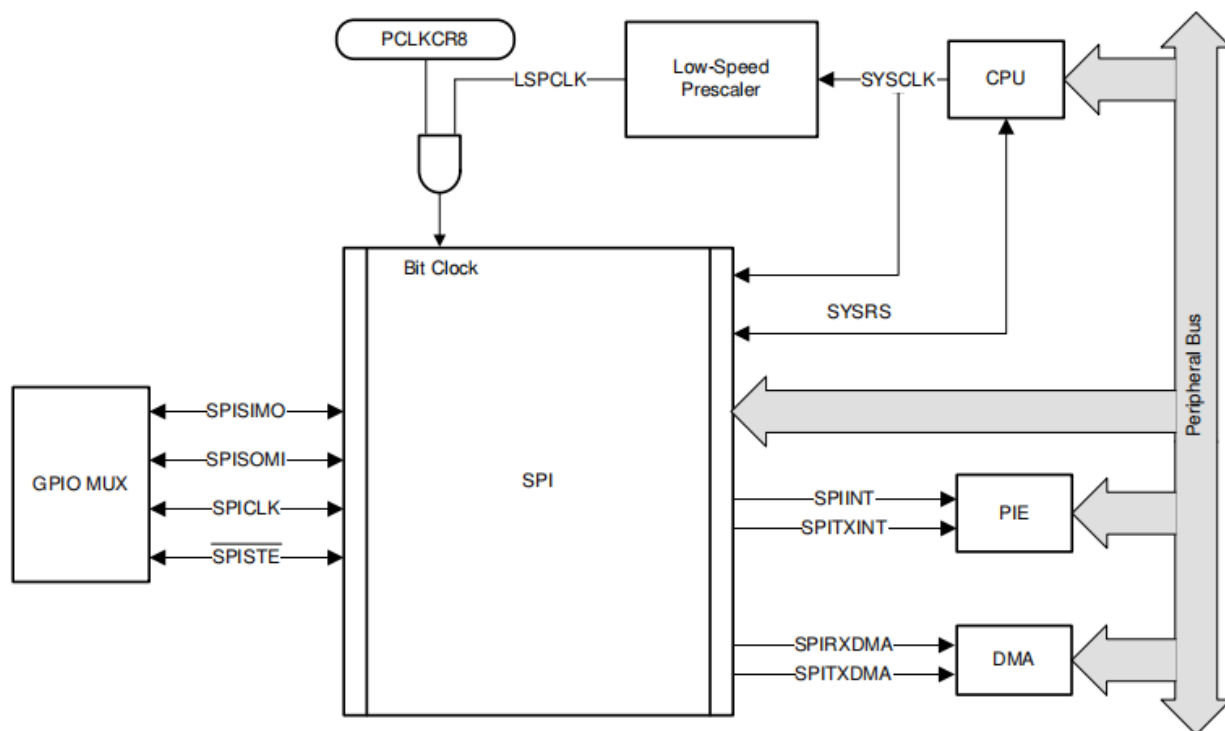 PCLKCR8
LSPCLK
Low-Speed
Prescaler
SYSCLK
CPU
Bit Clock
SYSRS
Peripheral Bus
GPIO MUX
SPISIMO
SPISOMI
SPICLK
SPISTE
SPI
SPIINT
SPITXINT
PIE
SPIRXDMA
SPITXDMA
DMA